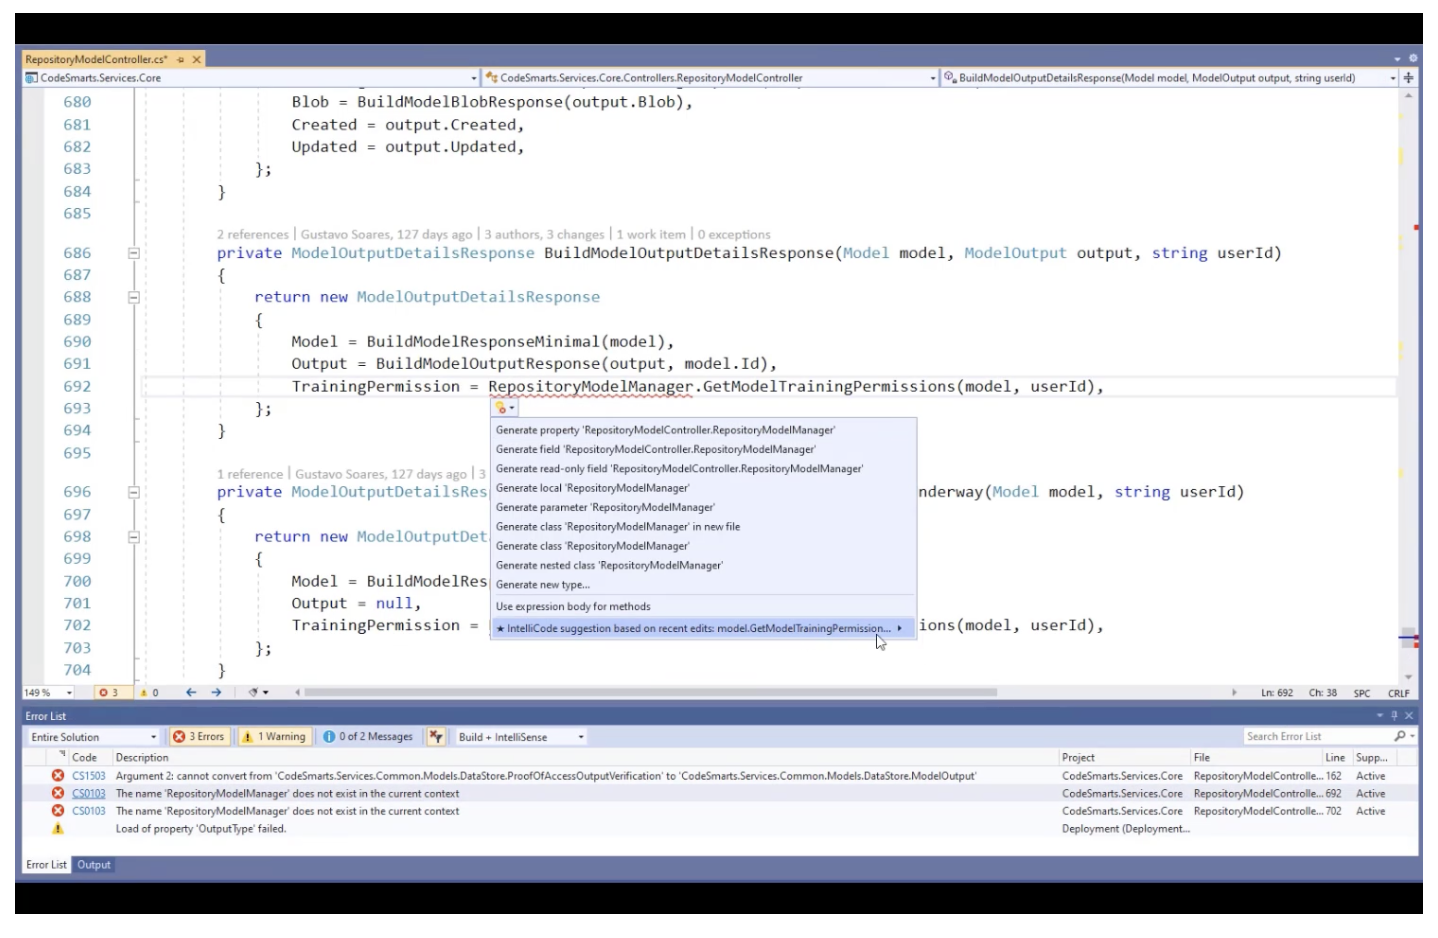 RepositoryModelController.cs*
CodeSmarts.Services.Core
CodeSmarts.Services.Core.Controllers.RepositoryModelController
BuildModelOutputDetailsResponse(Model model, ModelOutput output, string userId)
680 Blob = BuildModelBlobResponse(output.Blob),
681 Created = output.Created,
682 Updated = output.Updated,
683 };
684 }
685
2 references | Gustavo Soares, 127 days ago | 3 authors, 3 changes | 1 work item | 0 exceptions
686 private ModelOutputDetailsResponse BuildModelOutputDetailsResponse(Model model, ModelOutput output, string userId)
687 {
688 return new ModelOutputDetailsResponse
689 {
690 Model = BuildModelResponseMinimal(model),
691 Output = BuildModelOutputResponse(output, model.Id),
692 TrainingPermission = RepositoryModelManager.GetModelTrainingPermissions(model, userId),
693 };
694 }
695
1 reference | Gustavo Soares, 127 days ago | 3
696 private ModelOutputDetailsRes nderway(Model model, string userId)
697 {
698 return new ModelOutputDet
699 {
700 Model = BuildModelRes
701 Output = null,
702 TrainingPermission = ions(model, userId),
703 };
704 }
Generate property 'RepositoryModelController.RepositoryModelManager'
Generate field 'RepositoryModelController.RepositoryModelManager'
Generate read-only field 'RepositoryModelController.RepositoryModelManager'
Generate local 'RepositoryModelManager'
Generate parameter 'RepositoryModelManager'
Generate class 'RepositoryModelManager' in new file
Generate class 'RepositoryModelManager'
Generate nested class 'RepositoryModelManager'
Generate new type...
Use expression body for methods
★ IntelliCode suggestion based on recent edits: model.GetModelTrainingPermission...
149 % 3 0 Ln: 692 Ch: 38 SPC CRLF
Error List
Entire Solution 3 Errors 1 Warning 0 of 2 Messages Build + IntelliSense Search Error List
Code Description Project File Line Supp...
CS1503 Argument 2: cannot convert from 'CodeSmarts.Services.Common.Models.DataStore.ProofOfAccessOutputVerification' to 'CodeSmarts.Services.Common.Models.DataStore.ModelOutput' CodeSmarts.Services.Core RepositoryModelControlle... 162 Active
CS0103 The name 'RepositoryModelManager' does not exist in the current context CodeSmarts.Services.Core RepositoryModelControlle... 692 Active
CS0103 The name 'RepositoryModelManager' does not exist in the current context CodeSmarts.Services.Core RepositoryModelControlle... 702 Active
Load of property 'OutputType' failed. Deployment (Deployment...
Error List Output